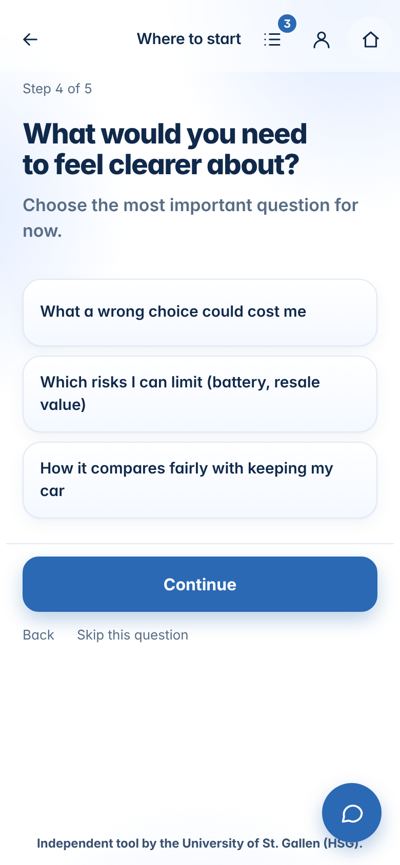 Where to start
3
Step 4 of 5
What would you need
to feel clearer about?
Choose the most important question for
now.
What a wrong choice could cost me
Which risks I can limit (battery, resale
value)
How it compares fairly with keeping my
car
Continue
Back
Skip this question
Independent tool by the University of St. Gallen (HSG).